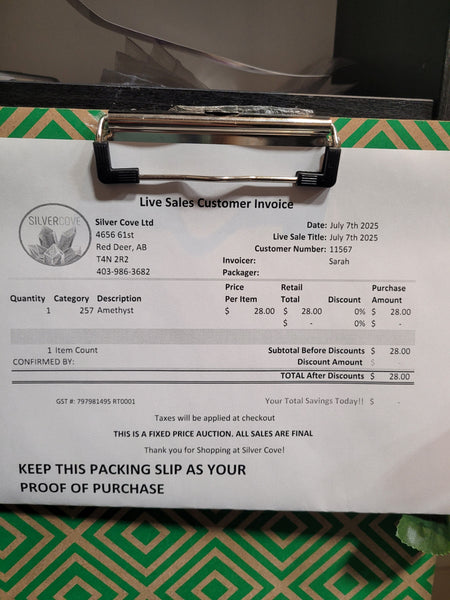 Live Sales Customer Invoice
SILVERCOVE
Silver Cove Ltd
4656 61st
Red Deer, AB
T4N 2R2
403-986-3682
Date: July 7th 2025
Live Sale Title: July 7th 2025
Customer Number: 11567
Invoicer: Sarah
Packager:
Quantity Category Description Price Per Item Retail Total Discount Purchase Amount
1 257 Amethyst $ 28.00 $ 28.00 0% $ 28.00
$ - 0% $ -
1 Item Count Subtotal Before Discounts $ 28.00
CONFIRMED BY: Discount Amount $
TOTAL After Discounts $ 28.00
GST #: 797981495 RT0001 Your Total Savings Today!! $ -
Taxes will be applied at checkout
THIS IS A FIXED PRICE AUCTION. ALL SALES ARE FINAL
Thank you for Shopping at Silver Cove!
KEEP THIS PACKING SLIP AS YOUR
PROOF OF PURCHASE